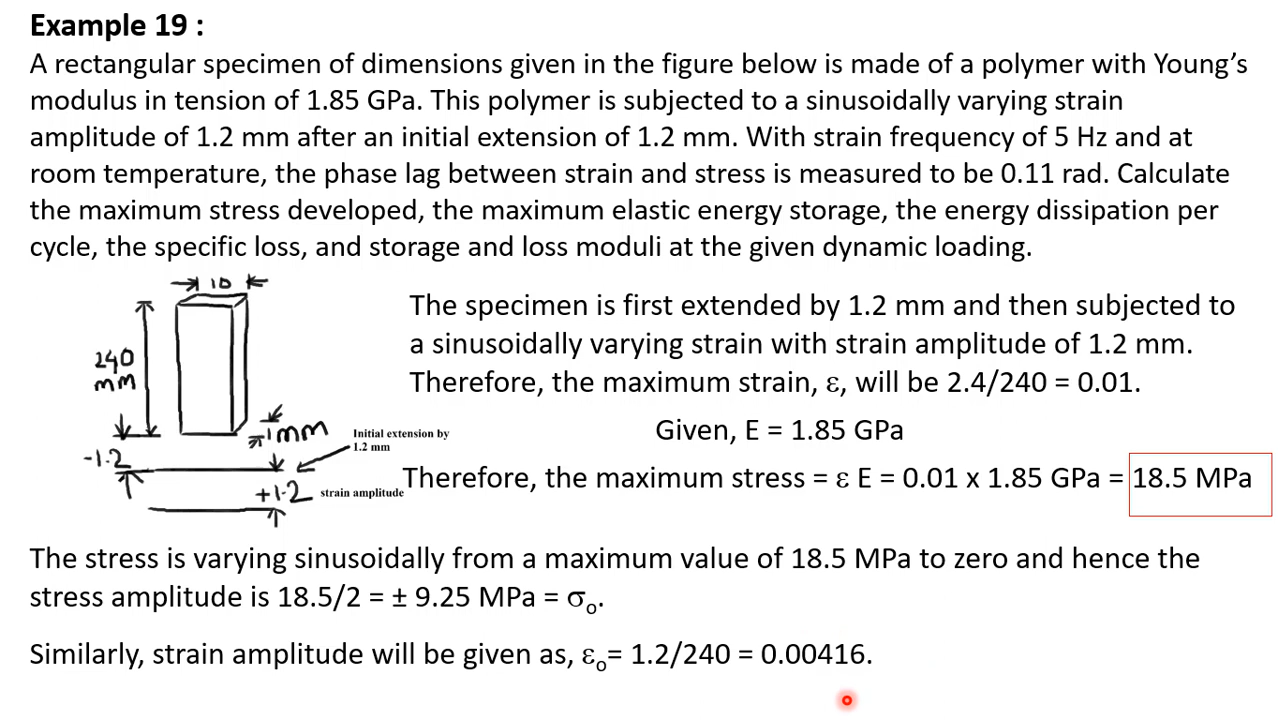 Example 19 :
A rectangular specimen of dimensions given in the figure below is made of a polymer with Young's
modulus in tension of 1.85 GPa. This polymer is subjected to a sinusoidally varying strain
amplitude of 1.2 mm after an initial extension of 1.2 mm. With strain frequency of 5 Hz and at
room temperature, the phase lag between strain and stress is measured to be 0.11 rad. Calculate
the maximum stress developed, the maximum elastic energy storage, the energy dissipation per
cycle, the specific loss, and storage and loss moduli at the given dynamic loading.
10
The specimen is first extended by 1.2 mm and then subjected to
a sinusoidally varying strain with strain amplitude of 1.2 mm.
Therefore, the maximum strain, ε, will be 2.4/240 = 0.01.
240
mm
1mm
Initial extension by
1.2 mm
Given, E = 1.85 GPa
-1.2
+1.2
strain amplitude
Therefore, the maximum stress = ε E = 0.01 x 1.85 GPa = 18.5 MPa
The stress is varying sinusoidally from a maximum value of 18.5 MPa to zero and hence the
stress amplitude is 18.5/2 = ± 9.25 MPa = σo.
Similarly, strain amplitude will be given as, εo= 1.2/240 = 0.00416.